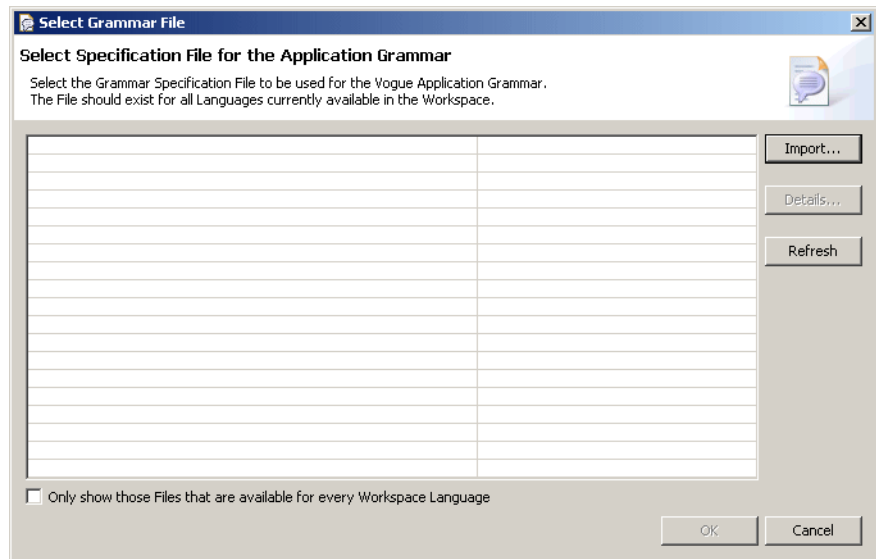 Select Grammar File
Select Specification File for the Application Grammar
Select the Grammar Specification File to be used for the Vogue Application Grammar.
The File should exist for all Languages currently available in the Workspace.
Import...
Details...
Refresh
Only show those Files that are available for every Workspace Language
OK
Cancel